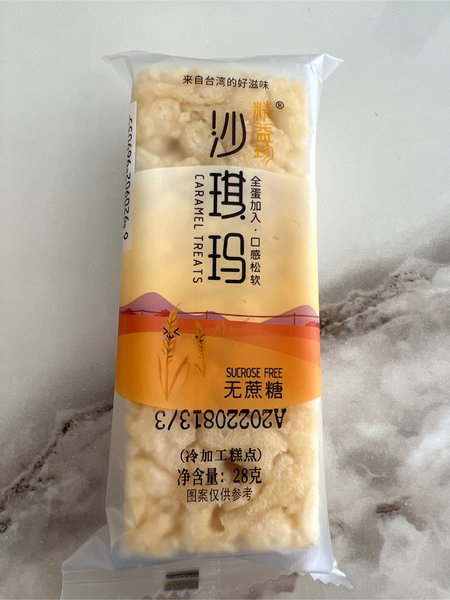 来自台湾的好滋味
精益珍®
沙琪玛
CARAMEL TREATS
全蛋加入·口感松软
SUCROSE FREE
无蔗糖
A20220813/3
(冷加工糕点)
净含量：28克
图案仅供参考